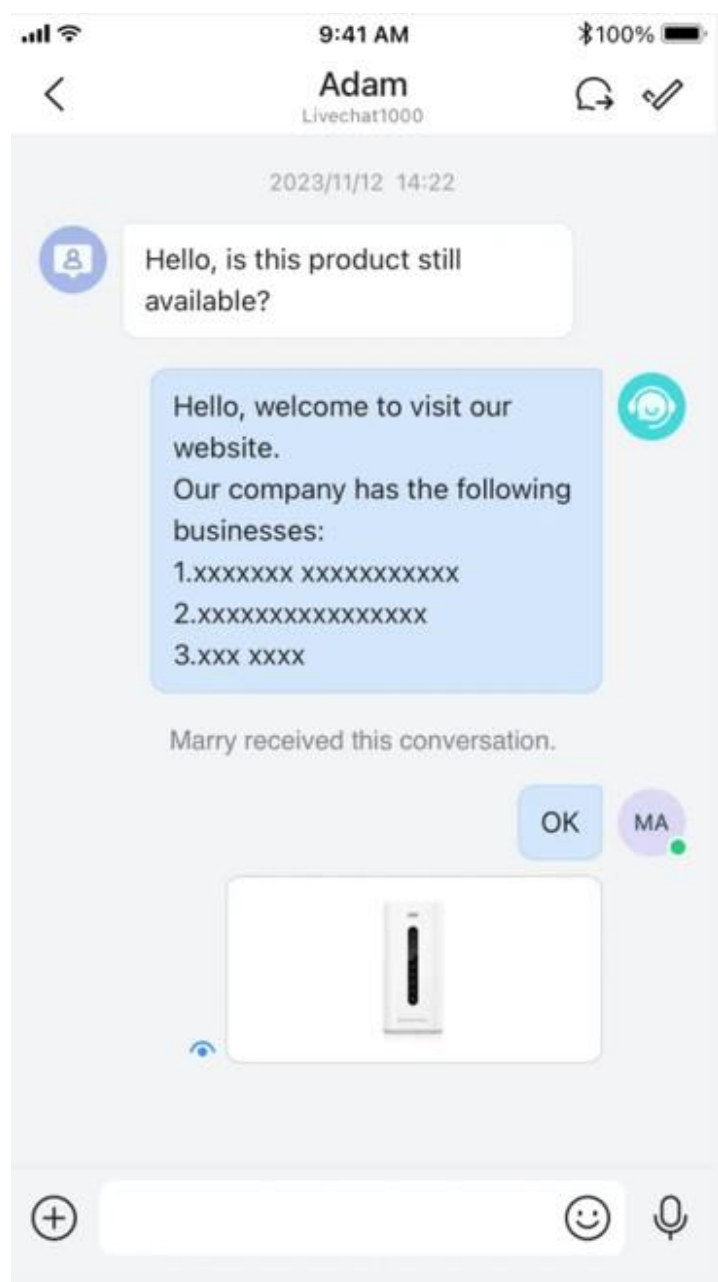 9:41 AM
100%
Adam
Livechat1000
2023/11/12 14:22
Hello, is this product still
available?
Hello, welcome to visit our
website.
Our company has the following
businesses:
1.xxxxxxx xxxxxxxxxxx
2.xxxxxxxxxxxxxxxx
3.xxx xxxx
Marry received this conversation.
OK
MA